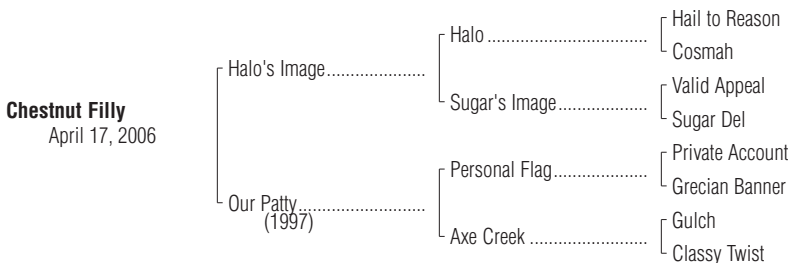 Hail to Reason
Halo
Cosmah
Halo's Image
Valid Appeal
Sugar's Image
Sugar Del
Chestnut Filly
April 17, 2006
Private Account
Personal Flag
Grecian Banner
Our Patty
(1997)
Gulch
Axe Creek
Classy Twist